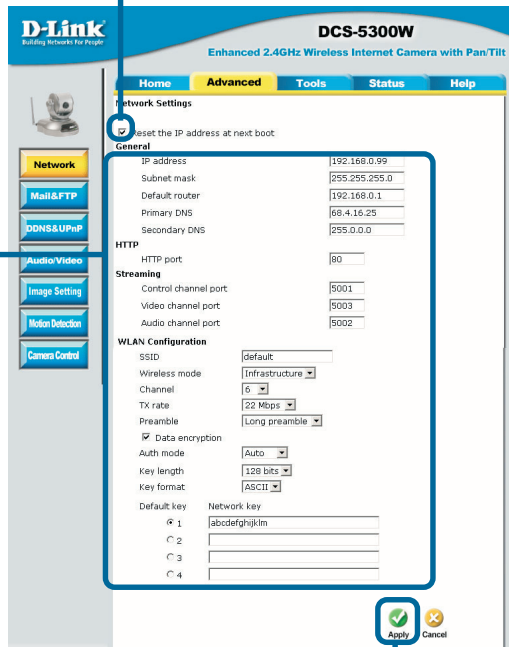 D-Link
Building Networks for People
DCS-5300W
Enhanced 2.4GHz Wireless Internet Camera with Pan/Tilt
Home Advanced Tools Status Help
Network
Mail&FTP
DDNS&UPnP
Audio/Video
Image Setting
Motion Detection
Camera Control
Network Settings
Reset the IP address at next boot
General
IP address 192.168.0.99
Subnet mask 255.255.255.0
Default router 192.168.0.1
Primary DNS 68.4.16.25
Secondary DNS 255.0.0.0
HTTP
HTTP port 80
Streaming
Control channel port 5001
Video channel port 5003
Audio channel port 5002
WLAN Configuration
SSID default
Wireless mode Infrastructure
Channel 6
TX rate 22 Mbps
Preamble Long preamble
Data encryption
Auth mode Auto
Key length 128 bits
Key format ASCII
Default key Network key
1 abcdefghijklm
2
3
4
Apply Cancel